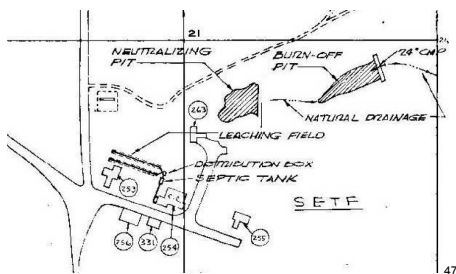 21
21
NEUTRALIZING
PIT
BURN-OFF
PIT
24" CMP
263
NATURAL DRAINAGE
LEACHING FIELD
DISTRIBUTION BOX
SEPTIC TANK
253
SETF
256
331
254
255
47